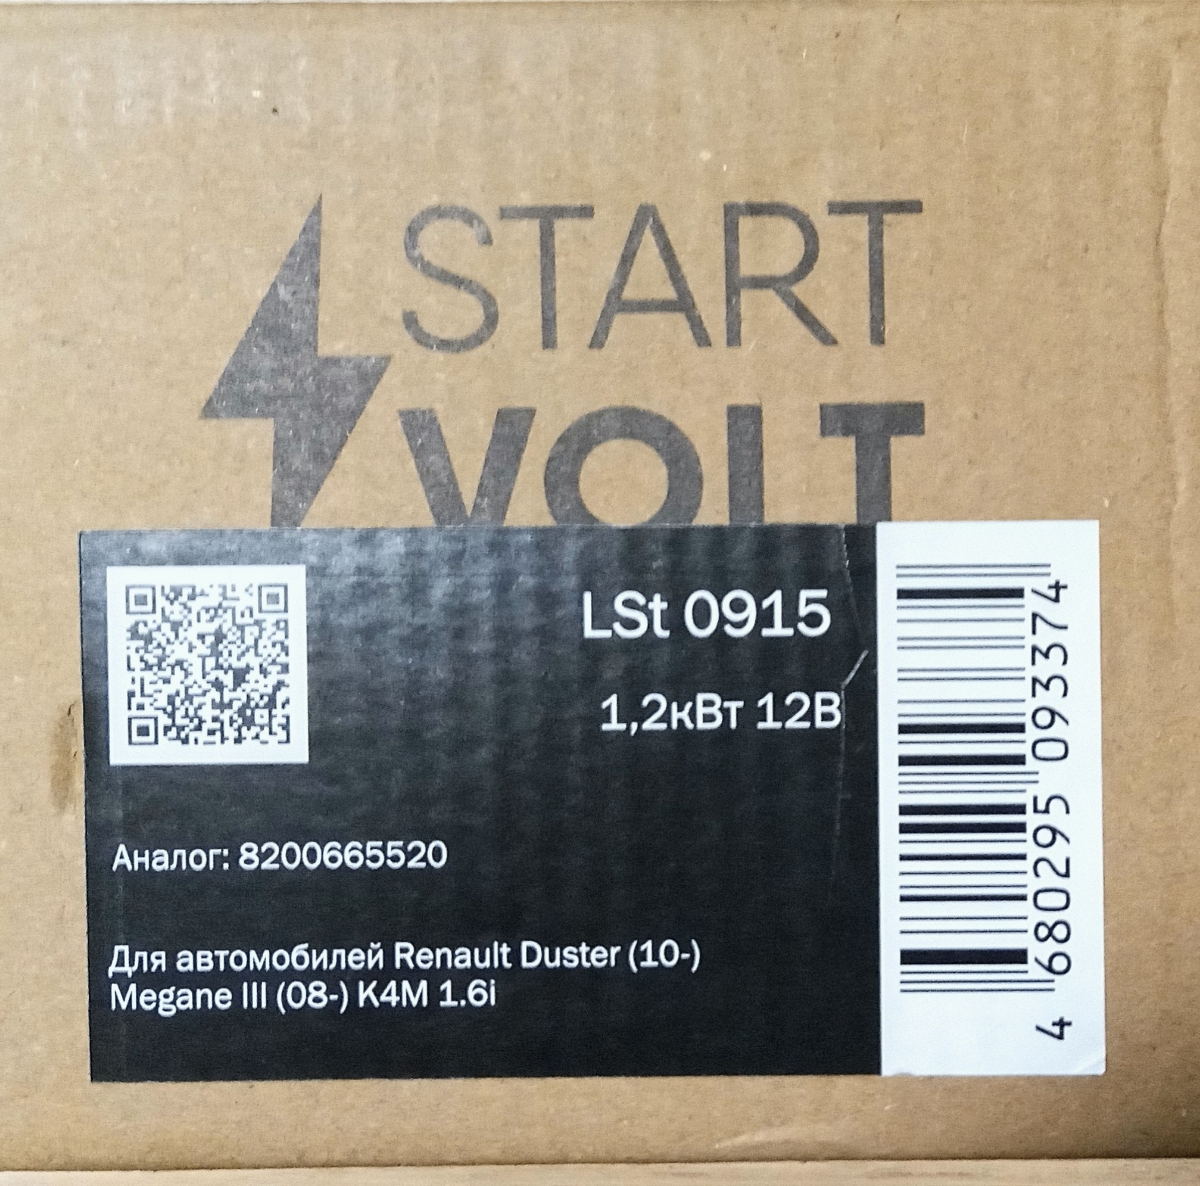 START
VOLT
LSt 0915
1,2кВт 12В
Аналог: 8200665520
Для автомобилей Renault Duster (10-)
Megane III (08-) K4M 1.6i
4 680295 093374